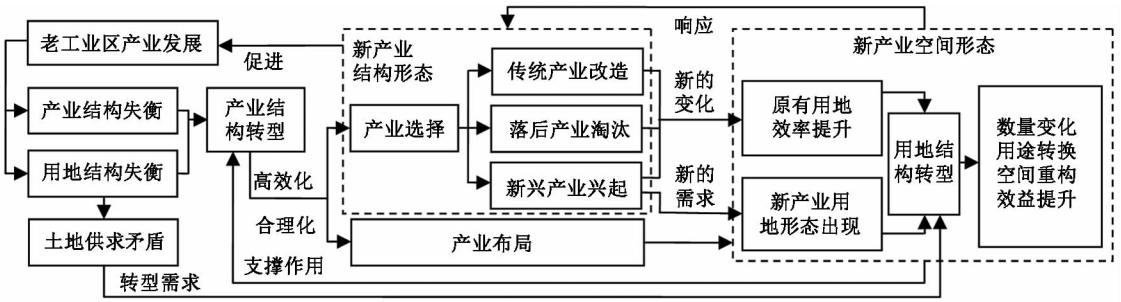 老工业区产业发展
产业结构失衡
用地结构失衡
土地供求矛盾
产业结
构转型
促进
高效化
合理化
支撑作用
转型需求
新产业
结构形态
产业选择
传统产业改造
落后产业淘汰
新兴产业兴起
产业布局
响应
新的
变化
新的
需求
新产业空间形态
原有用地
效率提升
新产业用
地形态出现
用地结
构转型
数量变化
用途转换
空间重构
效益提升